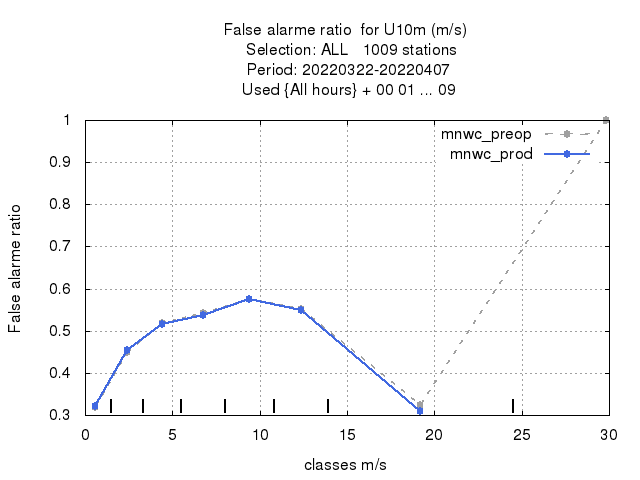 False alarme ratio  for U10m (m/s)
Selection: ALL   1009 stations
Period: 20220322-20220407
Used {All hours} + 00 01 ... 09
mnwc_preop
mnwc_prod
1
0.9
0.8
0.7
0.6
0.5
0.4
0.3
False alarme ratio
0 5 10 15 20 25 30
classes m/s